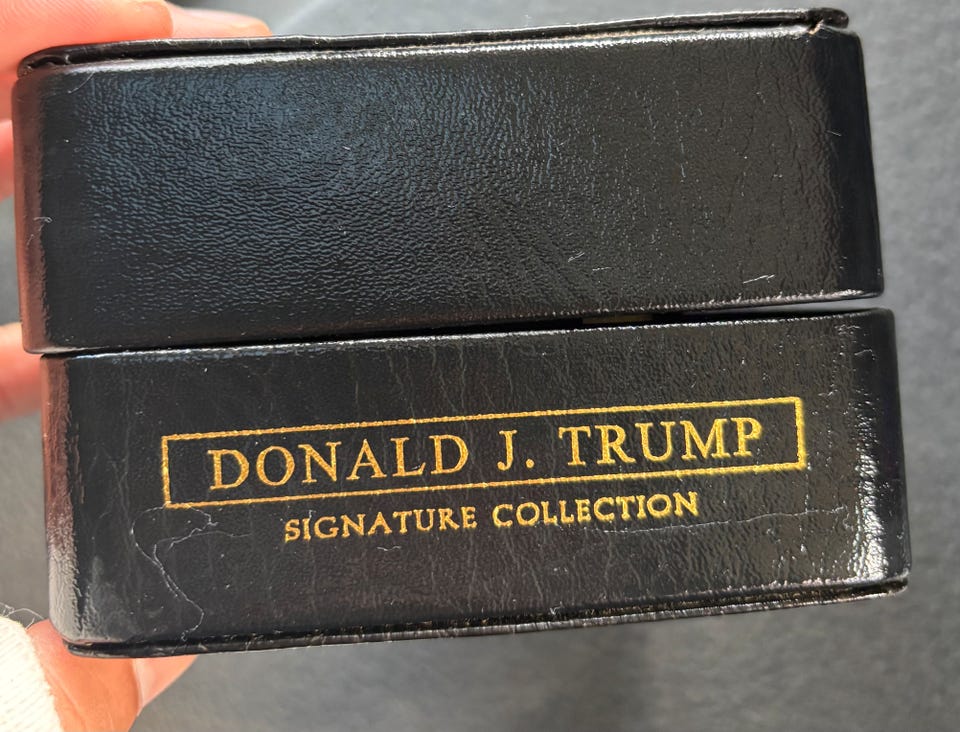 DONALD J. TRUMP
SIGNATURE COLLECTION